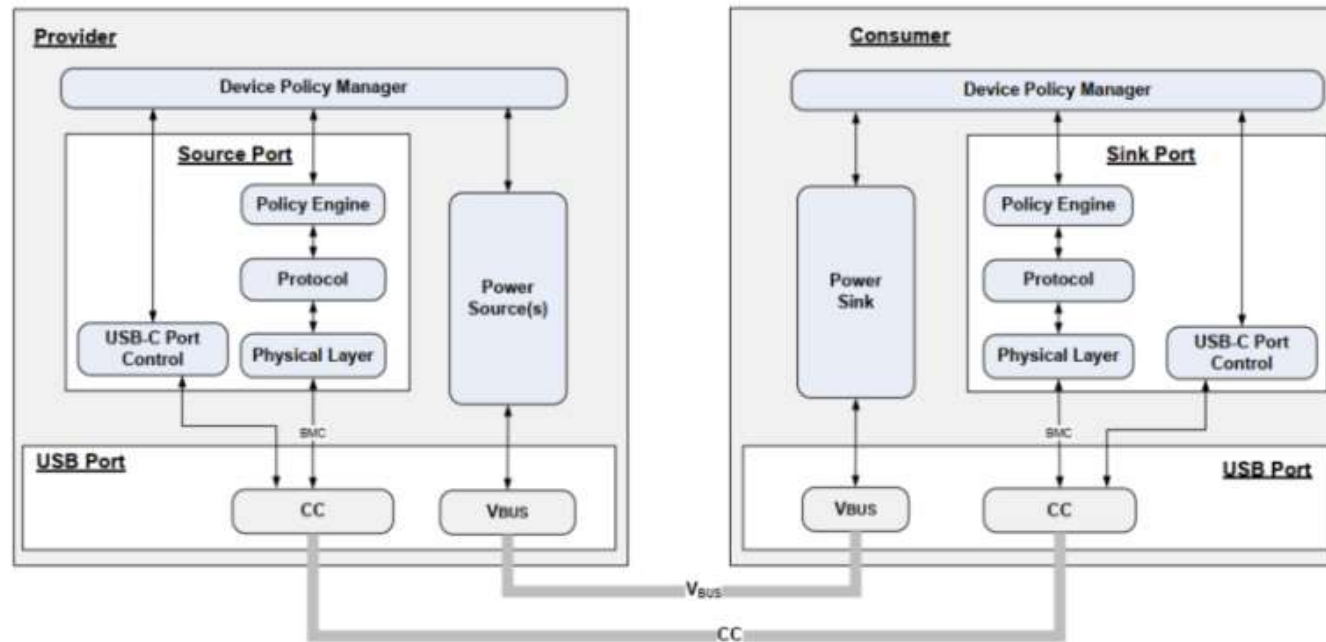 Provider
Device Policy Manager
Source Port
Policy Engine
Protocol
USB-C Port
Control
Physical Layer
Power
Source(s)
BMC
USB Port
CC
VBUS
Consumer
Device Policy Manager
Sink Port
Power
Sink
Policy Engine
Protocol
Physical Layer
USB-C Port
Control
BMC
USB Port
VBUS
CC
VBUS
CC